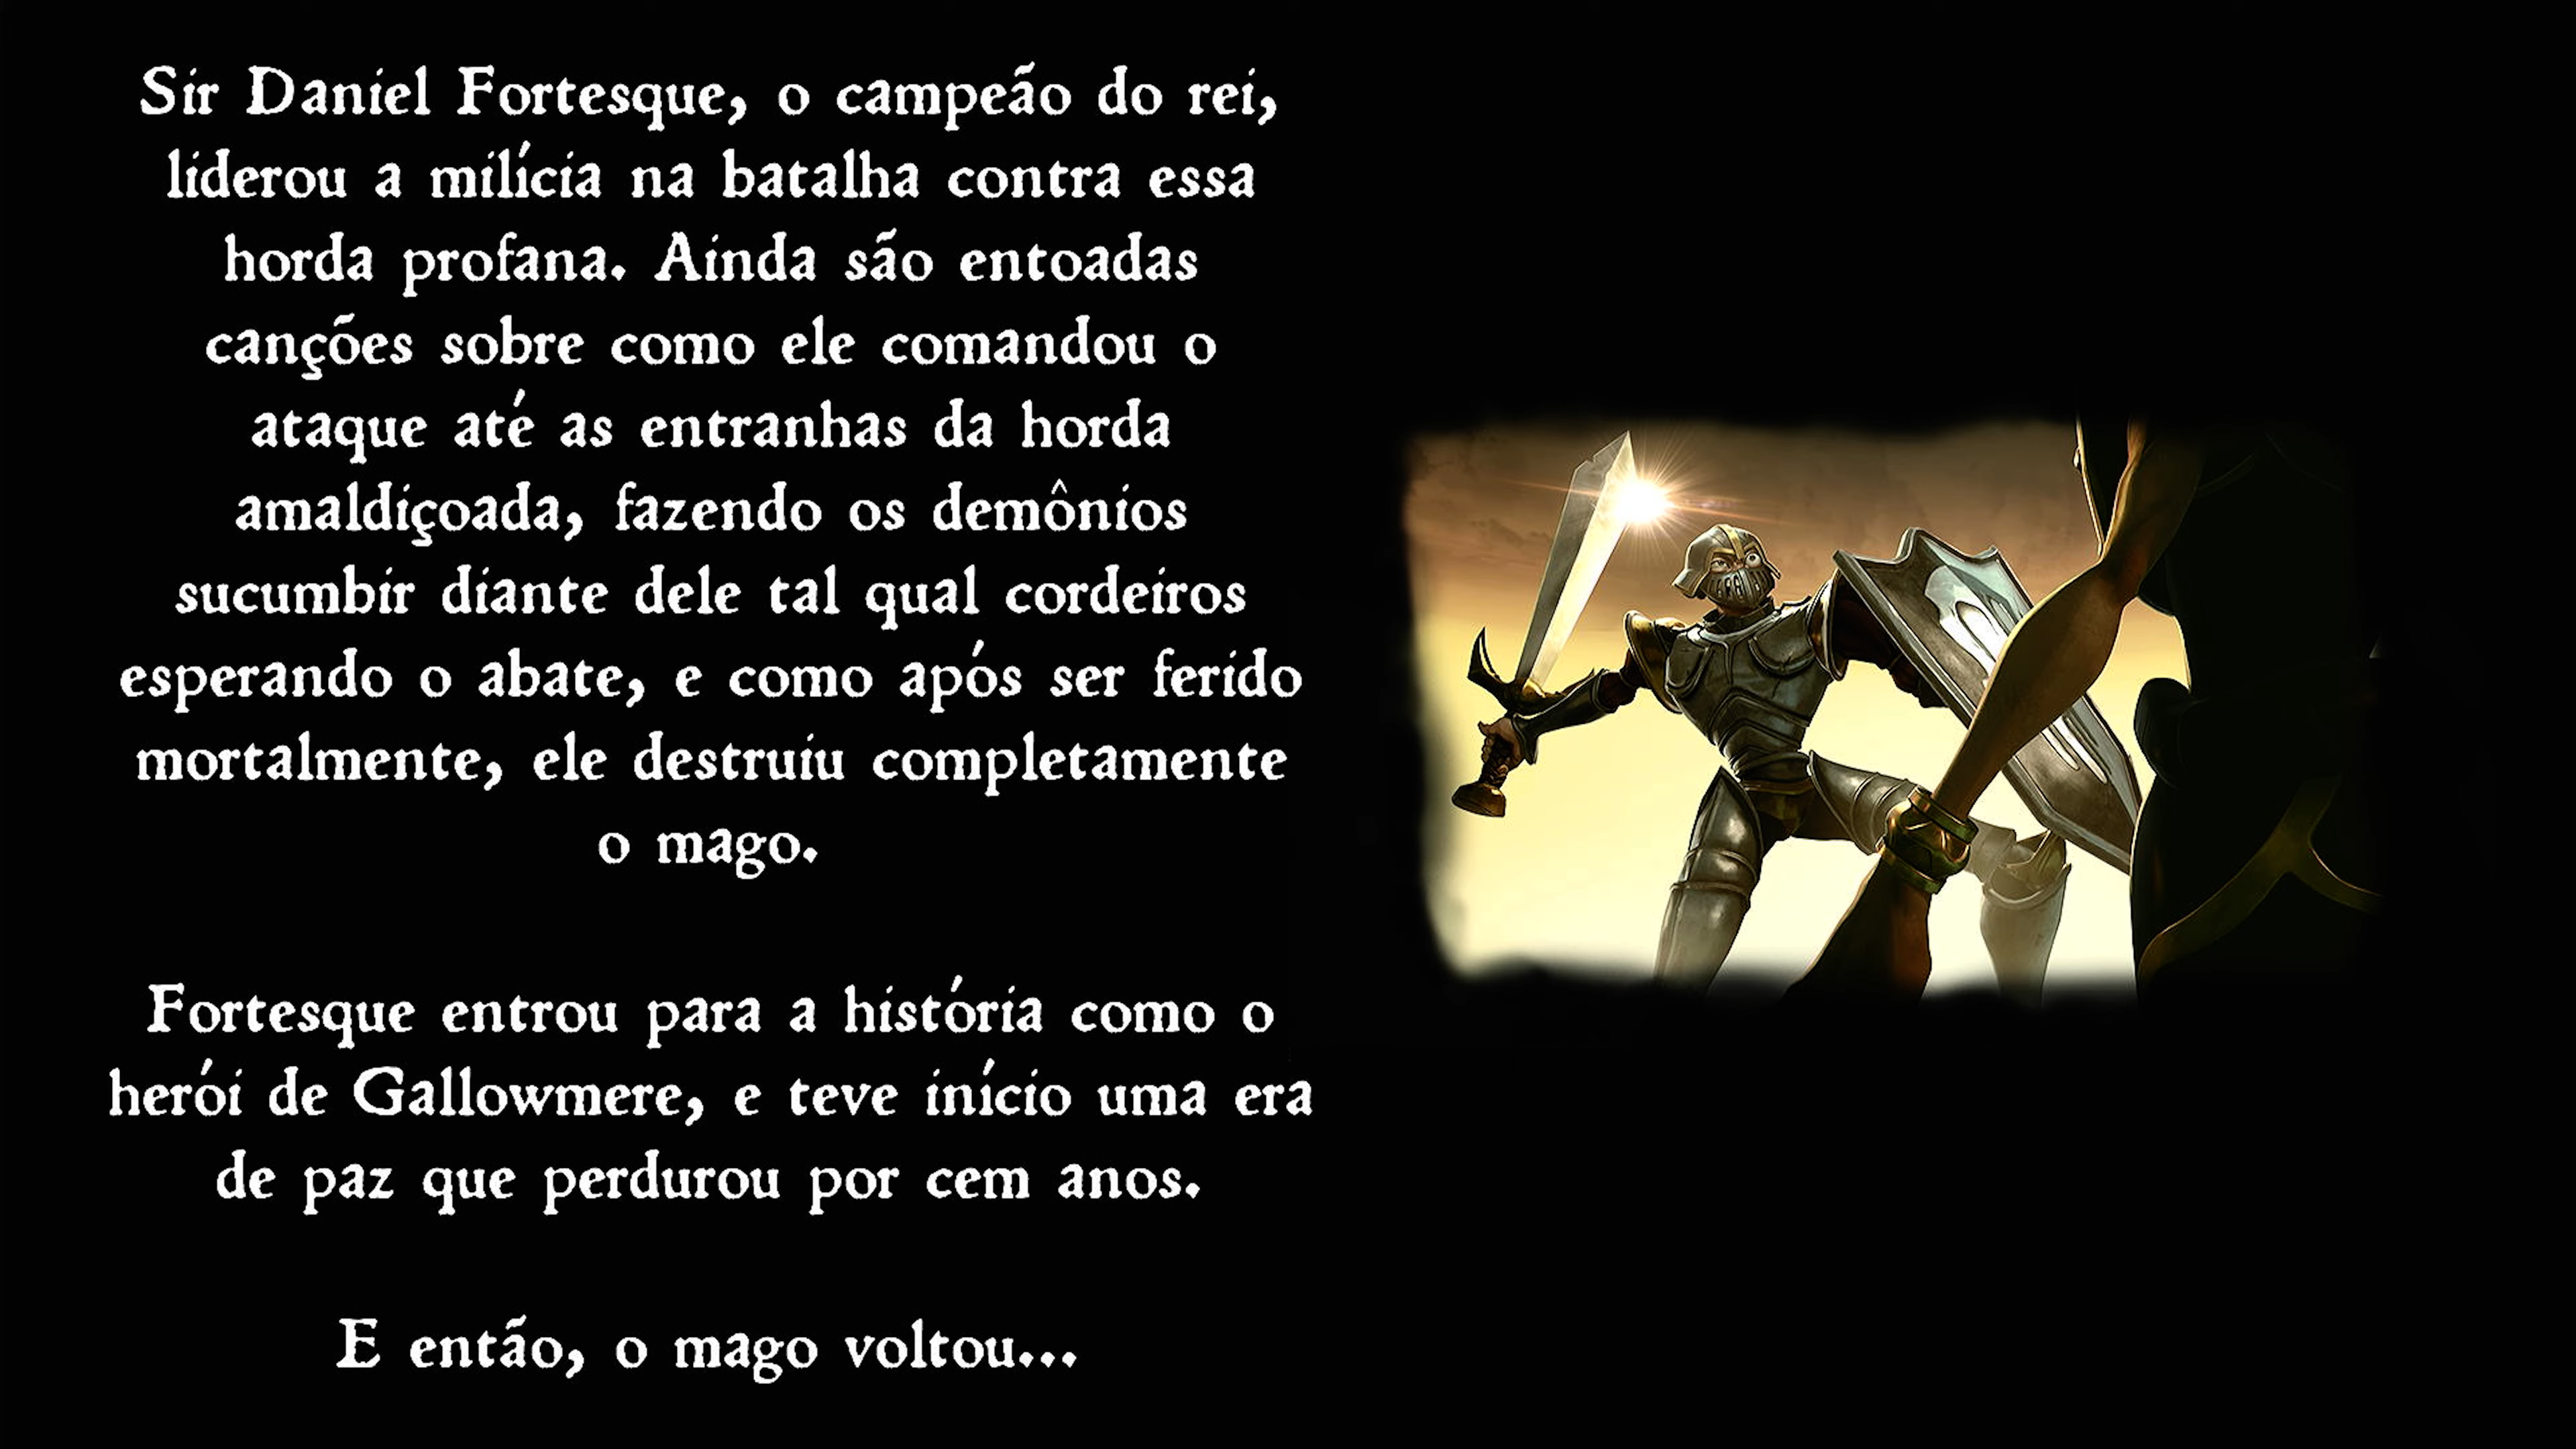 Sir Daniel Fortesque, o campeão do rei,
liderou a milícia na batalha contra essa
horda profana. Ainda são entoadas
canções sobre como ele comandou o
ataque até as entranhas da horda
amaldiçoada, fazendo os demônios
sucumbir diante dele tal qual cordeiros
esperando o abate, e como após ser ferido
mortalmente, ele destruiu completamente
o mago.
Fortesque entrou para a história como o
herói de Gallowmere, e teve início uma era
de paz que perdurou por cem anos.
E então, o mago voltou...